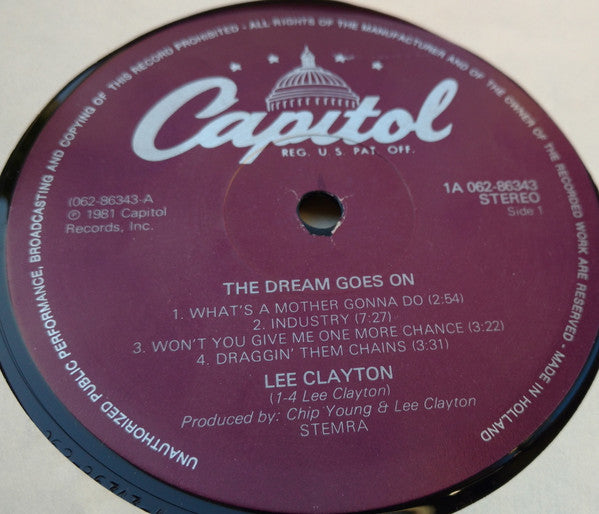 UNAUTHORIZED PUBLIC PERFORMANCE, BROADCASTING AND COPYING OF THIS RECORD PROHIBITED - ALL RIGHTS OF THE MANUFACTURER AND OF THE OWNER OF THE RECORDED WORK ARE RESERVED - MADE IN HOLLAND
Capitol
REG. U.S. PAT. OFF.
(062-86343-A
℗ 1981 Capitol
Records, Inc.
1A 062-86343
STEREO
Side 1
THE DREAM GOES ON
1. WHAT'S A MOTHER GONNA DO (2:54)
2. INDUSTRY (7:27)
3. WON'T YOU GIVE ME ONE MORE CHANCE (3:22)
4. DRAGGIN' THEM CHAINS (3:31)
LEE CLAYTON
(1-4 Lee Clayton)
Produced by: Chip Young & Lee Clayton
STEMRA